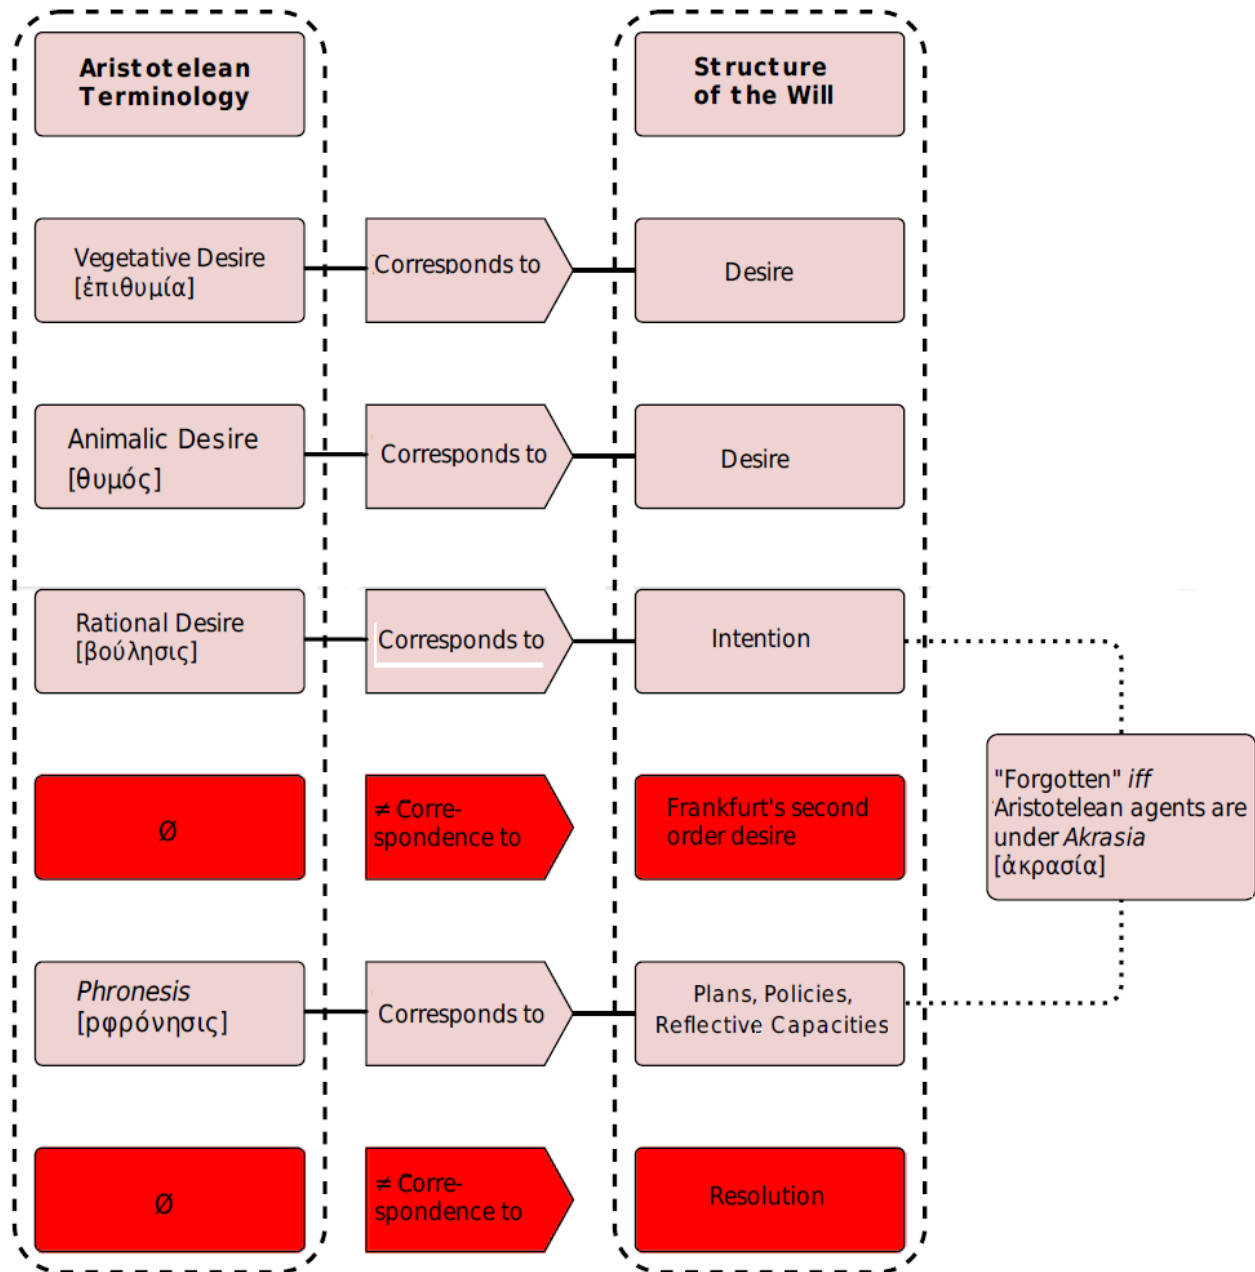 Aristotelean
Terminology
Structure
of the Will
Vegetative Desire
[ἐπιθυμία]
Corresponds to
Desire
Animalic Desire
[θυμός]
Corresponds to
Desire
Rational Desire
[βούλησις]
Corresponds to
Intention
Ø
≠ Corre-
spondence to
Frankfurt's second
order desire
"Forgotten" iff
Aristotelean agents are
under Akrasia
[ἀκρασία]
Phronesis
[pφρόνησις]
Corresponds to
Plans, Policies,
Reflective Capacities
Ø
≠ Corre-
spondence to
Resolution